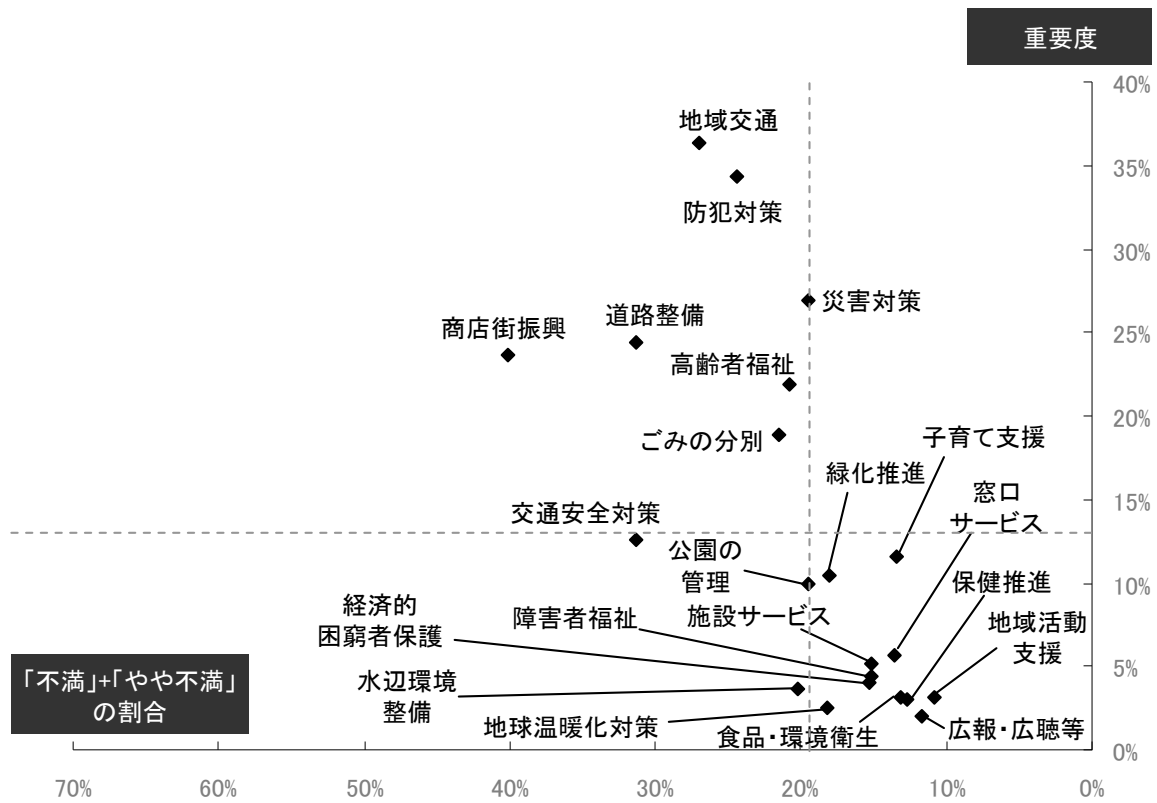 重要度
40%
地域交通
35%
防犯対策
30%
災害対策
道路整備
商店街振興
25%
高齢者福祉
20%
子育て支援
ごみの分別
緑化推進
窓口
サービス
15%
交通安全対策
公園の
管理
10%
保健推進
経済的
困窮者保護
障害者福祉
施設サービス
地域活動
支援
5%
「不満」+「やや不満」
の割合
水辺環境
整備
地球温暖化対策
食品・環境衛生
広報・広聴等
0%
70%
60%
50%
40%
30%
20%
10%
0%